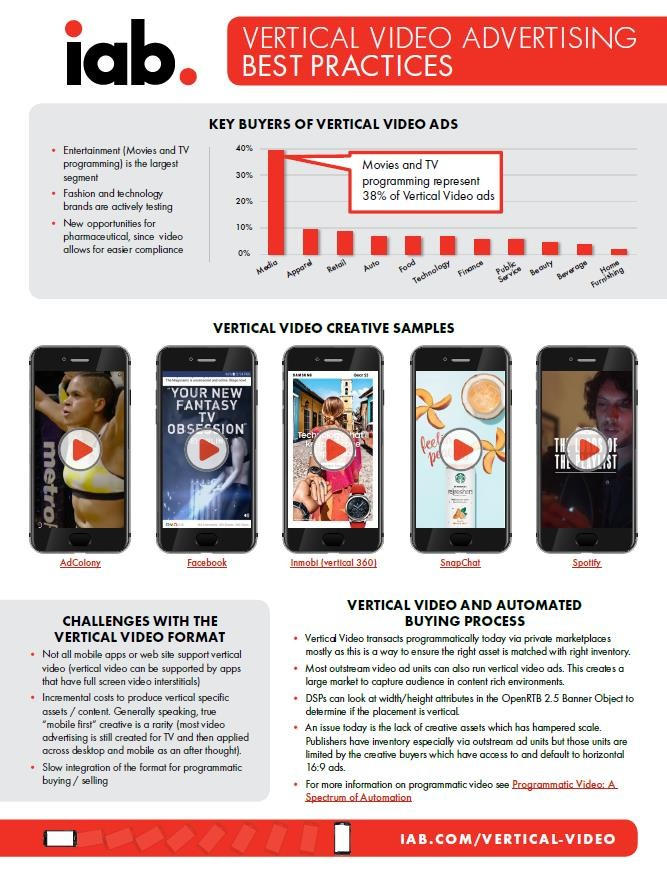 iab.
VERTICAL VIDEO ADVERTISING
BEST PRACTICES
KEY BUYERS OF VERTICAL VIDEO ADS
• Entertainment (Movies and TV
programming) is the largest
segment
• Fashion and technology
brands are actively testing
• New opportunities for
pharmaceutical, since video
allows for easier compliance
40%
30%
20%
10%
0%
Movies and TV
programming represent
38% of Vertical Video ads
Media
Apparel
Retail
Auto
Food
Technology
Finance
Public
Service
Beauty
Beverage
Home
Furnishing
VERTICAL VIDEO CREATIVE SAMPLES
metro
YOUR NEW
FANTASY
TV
OBSESSION
SAMSUNG
Gear S3
feeli
pe
refreshers
AdColony
Facebook
Inmobi (vertical 360)
SnapChat
Spotify
CHALLENGES WITH THE
VERTICAL VIDEO FORMAT
• Not all mobile apps or web site support vertical
video (vertical video can be supported by apps
that have full screen video interstitials)
• Incremental costs to produce vertical specific
assets / content. Generally speaking, true
“mobile first” creative is a rarity (most video
advertising is still created for TV and then applied
across desktop and mobile as an after thought).
• Slow integration of the format for programmatic
buying / selling
VERTICAL VIDEO AND AUTOMATED
BUYING PROCESS
• Vertical Video transacts programmatically today via private marketplaces
mostly as this is a way to ensure the right asset is matched with right inventory.
• Most outstream video ad units can also run vertical video ads. This creates a
large market to capture audience in content rich environments.
• DSPs can look at width/height attributes in the OpenRTB 2.5 Banner Object to
determine if the placement is vertical.
• An issue today is the lack of creative assets which has hampered scale.
Publishers have inventory especially via outstream ad units but those units are
limited by the creative buyers which have access to and default to horizontal
16:9 ads.
• For more information on programmatic video see Programmatic Video: A
Spectrum of Automation
IAB.COM/VERTICAL-VIDEO